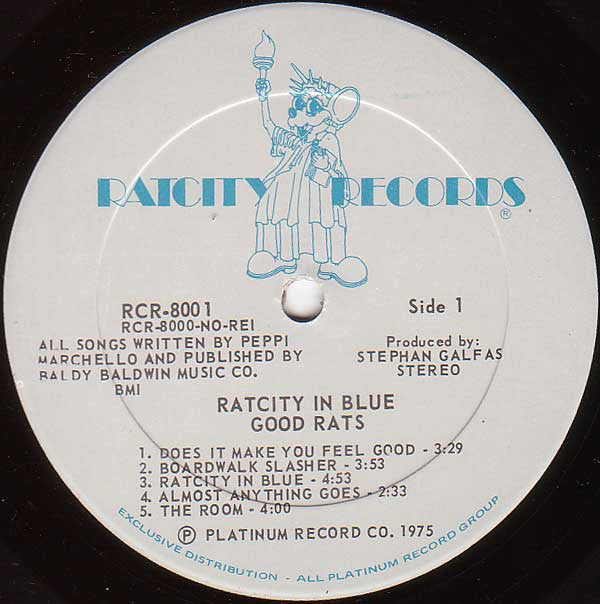 RATCITY RECORDS
®
RCR-8001
RCR-8000-NO-REI
Side 1
ALL SONGS WRITTEN BY PEPPI
MARCHELLO AND PUBLISHED BY
BALDY BALDWIN MUSIC CO.
BMI
Produced by:
STEPHAN GALFAS
STEREO
RATCITY IN BLUE
GOOD RATS
1. DOES IT MAKE YOU FEEL GOOD - 3:29
2. BOARDWALK SLASHER - 3:53
3. RATCITY IN BLUE - 4:53
4. ALMOST ANYTHING GOES - 2:33
5. THE ROOM - 4:00
Ⓟ PLATINUM RECORD CO. 1975
EXCLUSIVE DISTRIBUTION - ALL PLATINUM RECORD GROUP